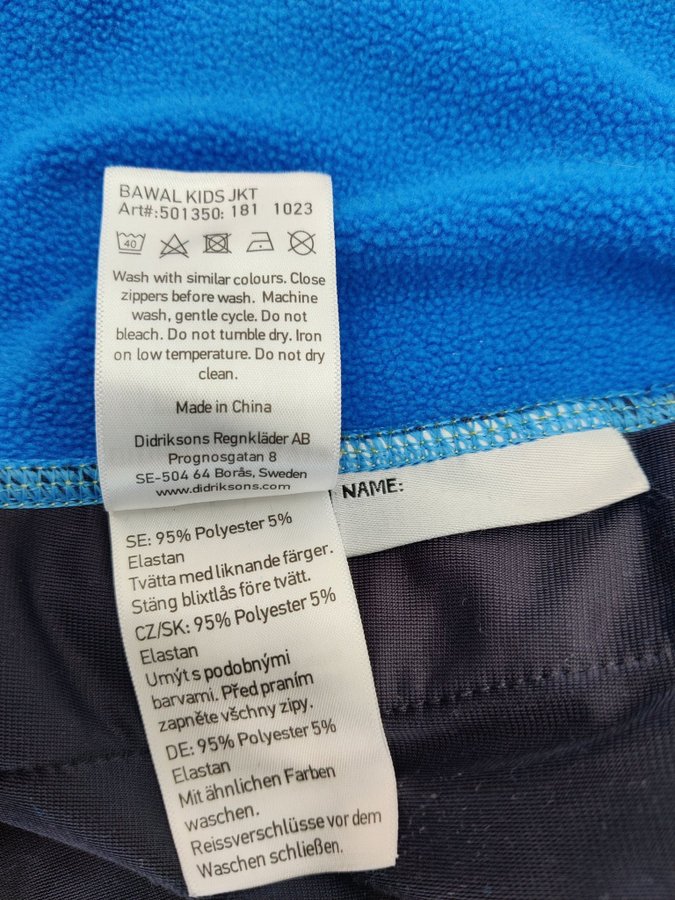 BAWAL KIDS JKT
Art#:501350: 181 1023
40
Wash with similar colours. Close
zippers before wash. Machine
wash, gentle cycle. Do not
bleach. Do not tumble dry. Iron
on low temperature. Do not dry
clean.
Made in China
Didriksons Regnkläder AB
Prognosgatan 8
SE-504 64 Borås, Sweden
www.didriksons.com
NAME:
SE: 95% Polyester 5%
Elastan
Tvätta med liknande färger.
Stäng blixtlås före tvätt.
CZ/SK: 95% Polyester 5%
Elastan
Umýt s podobnými
barvami. Před praním
zapněte všchny zipy.
DE: 95% Polyester 5%
Elastan
Mit ähnlichen Farben
waschen.
Reissverschlüsse vor dem
Waschen schließen.